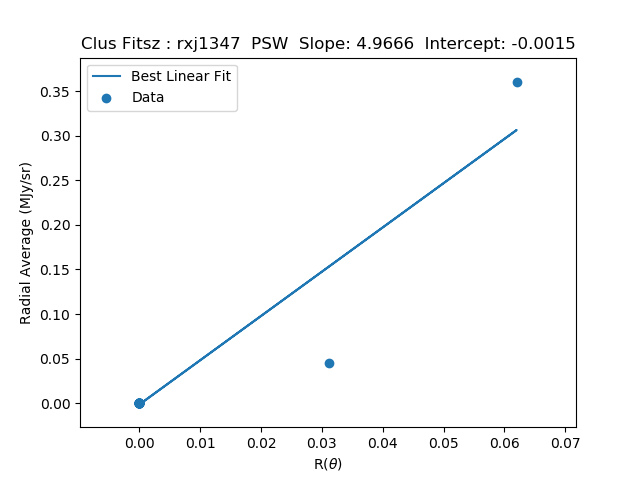 Clus Fitsz : rxj1347  PSW  Slope: 4.9666  Intercept: -0.0015
Best Linear Fit
Data
Radial Average (MJy/sr)
0.35
0.30
0.25
0.20
0.15
0.10
0.05
0.00
0.00 0.01 0.02 0.03 0.04 0.05 0.06 0.07
R(θ)